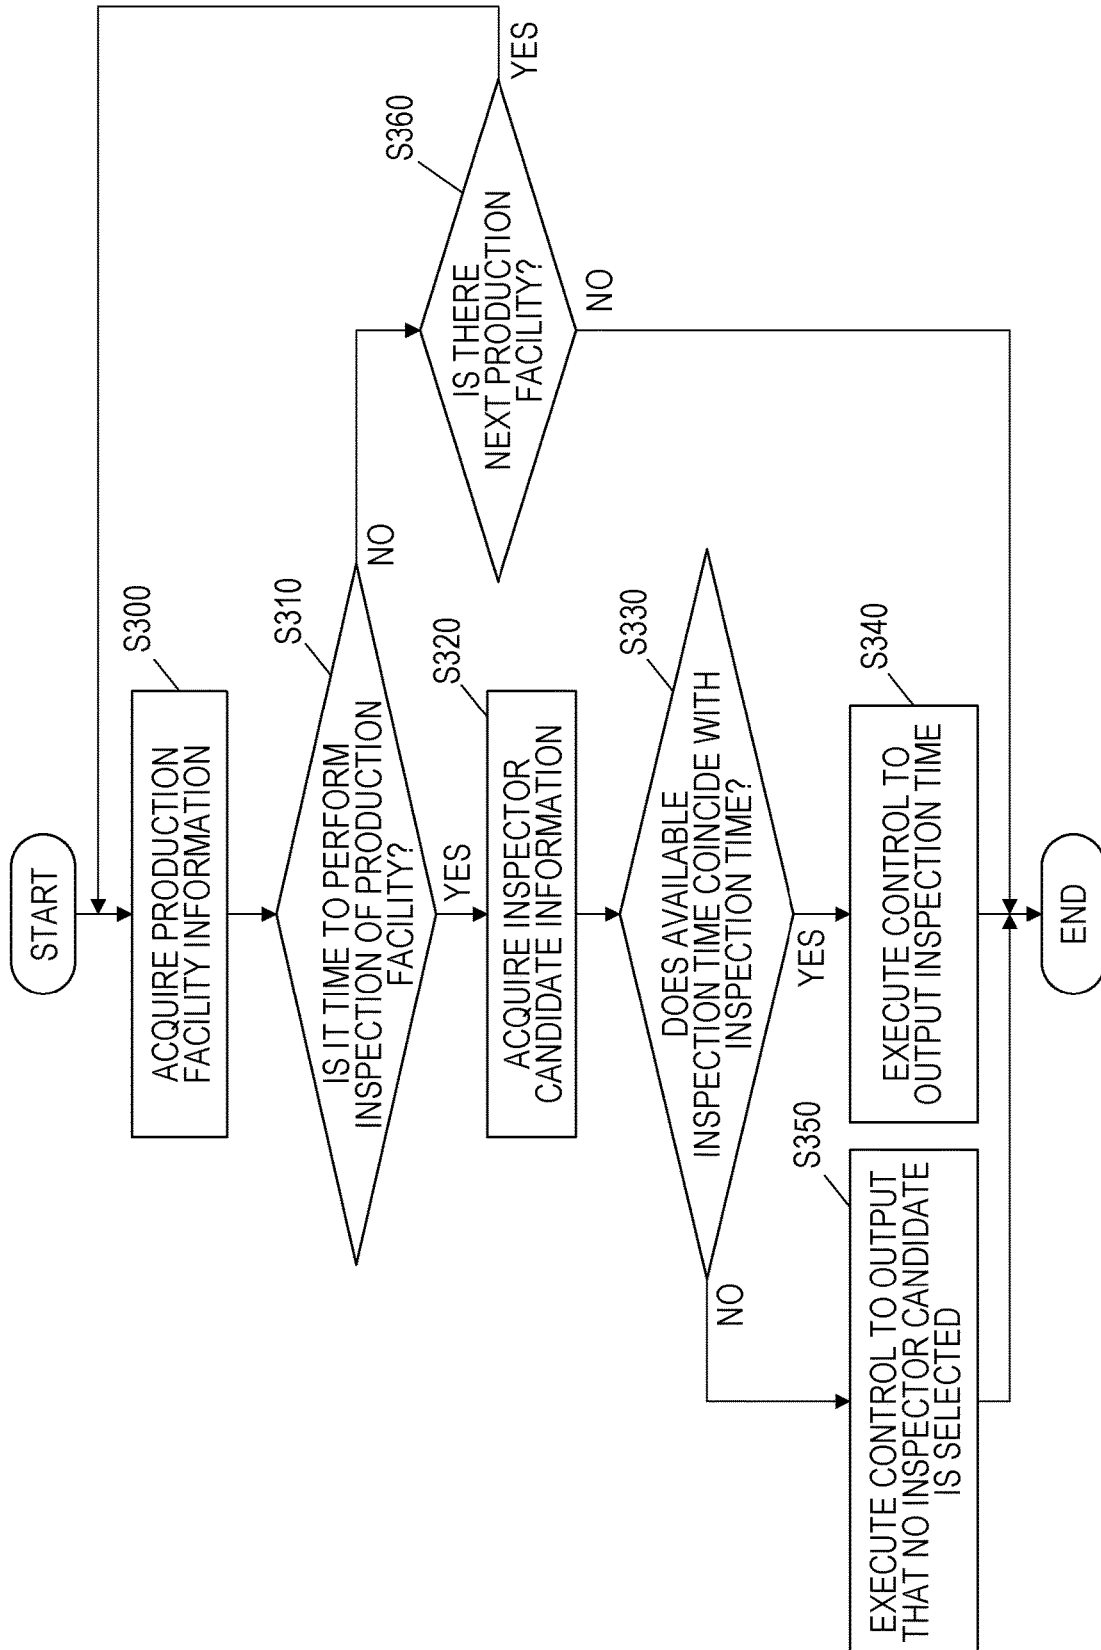 START
S300
ACQUIRE PRODUCTION
FACILITY INFORMATION
S310
IS IT TIME TO PERFORM
INSPECTION OF PRODUCTION
FACILITY?
NO
YES
S360
IS THERE
NEXT PRODUCTION
FACILITY?
YES
NO
S320
ACQUIRE INSPECTOR
CANDIDATE INFORMATION
S330
DOES AVAILABLE
INSPECTION TIME COINCIDE WITH
INSPECTION TIME?
NO
YES
S350
EXECUTE CONTROL TO OUTPUT
THAT NO INSPECTOR CANDIDATE
IS SELECTED
S340
EXECUTE CONTROL TO
OUTPUT INSPECTION TIME
END